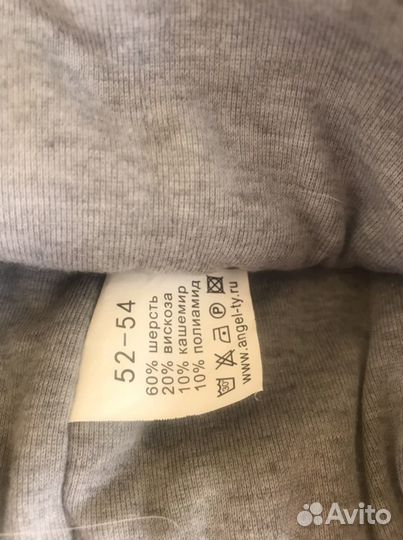 52-54
60% шерсть
20% вискоза
10% кашемир
10% полиамид
www.angel-ty.ru
Avito